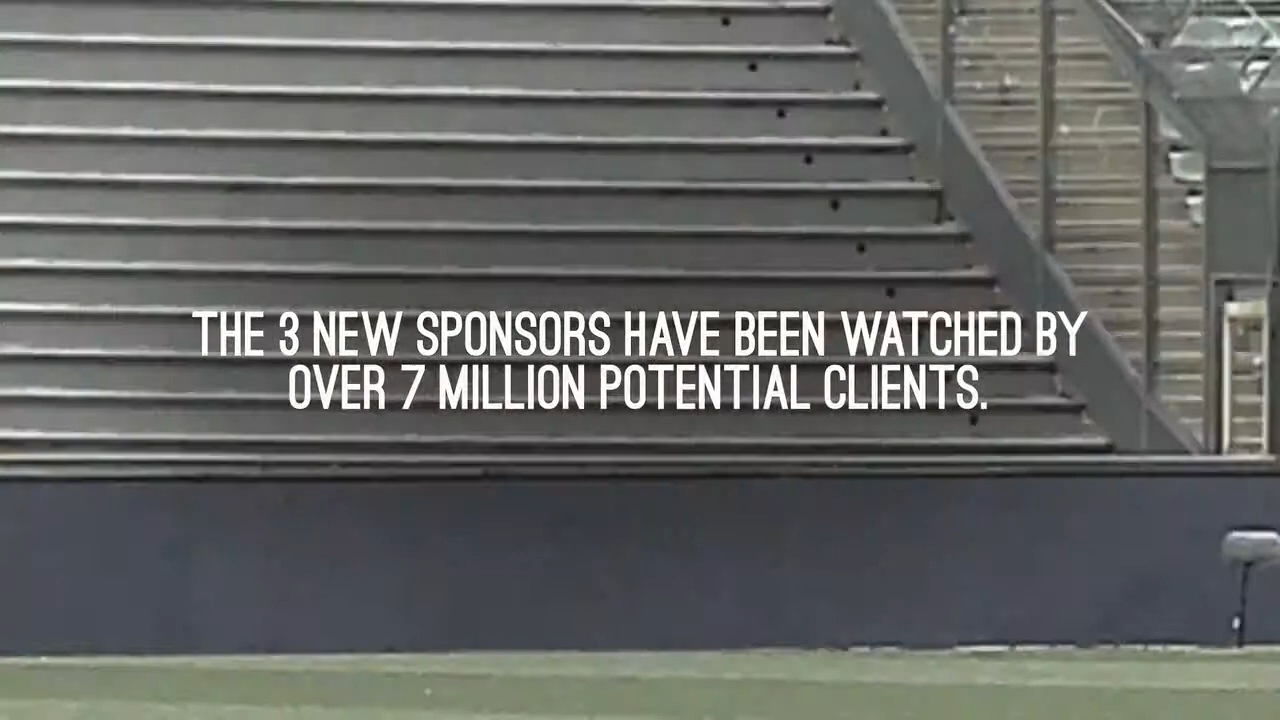 THE 3 NEW SPONSORS HAVE BEEN WATCHED BY
OVER 7 MILLION POTENTIAL CLIENTS.